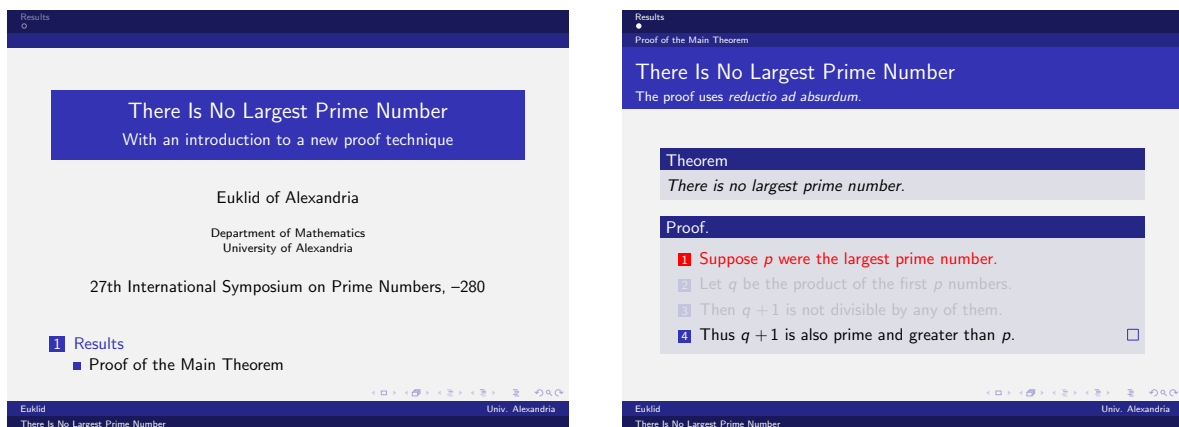 Results
There Is No Largest Prime Number
With an introduction to a new proof technique
Euklid of Alexandria
Department of Mathematics
University of Alexandria
27th International Symposium on Prime Numbers, –280
1 Results
Proof of the Main Theorem
Euklid Univ. Alexandria
There Is No Largest Prime Number
Results
Proof of the Main Theorem
There Is No Largest Prime Number
The proof uses reductio ad absurdum.
Theorem
There is no largest prime number.
Proof.
1 Suppose p were the largest prime number.
2 Let q be the product of the first p numbers.
3 Then q + 1 is not divisible by any of them.
4 Thus q + 1 is also prime and greater than p.
Euklid Univ. Alexandria
There Is No Largest Prime Number